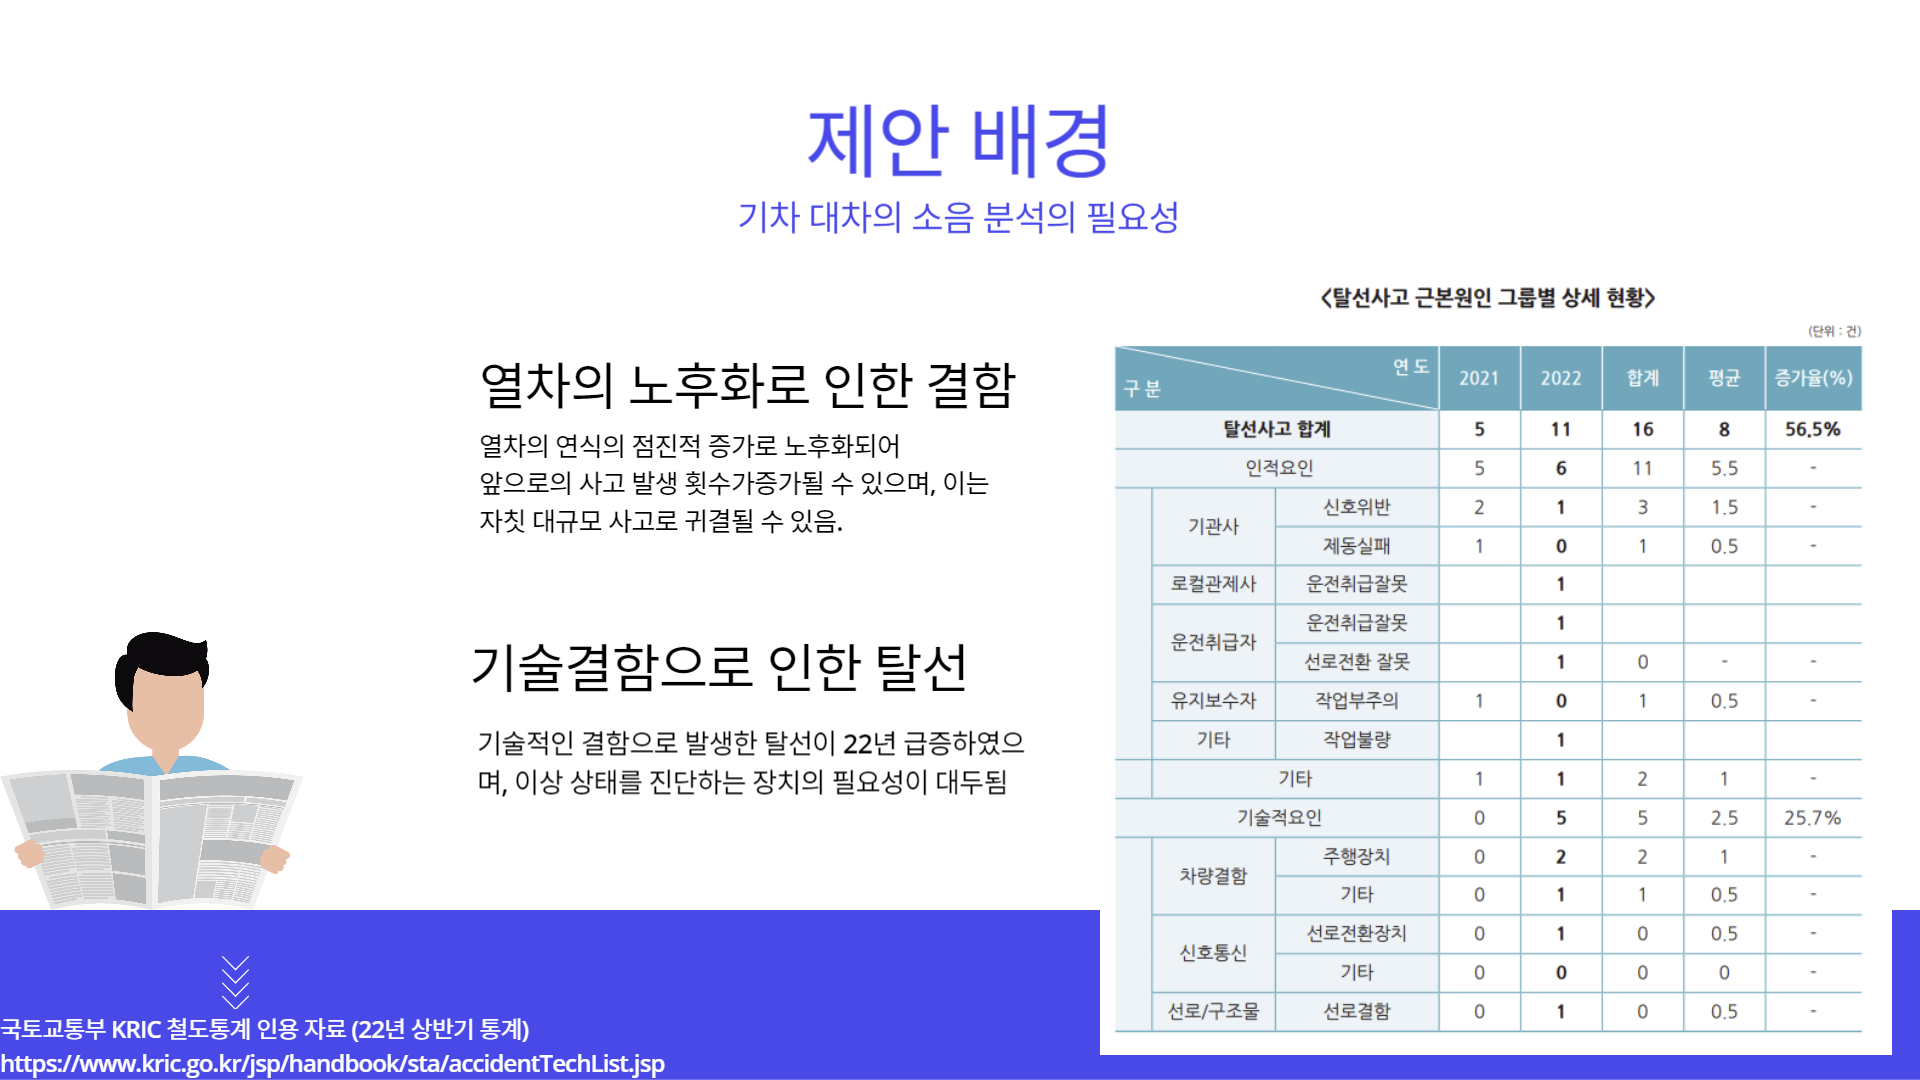 제안 배경
기차 대차의 소음 분석의 필요성
열차의 노후화로 인한 결함
열차의 연식의 점진적 증가로 노후화되어
앞으로의 사고 발생 횟수가증가될 수 있으며, 이는
자칫 대규모 사고로 귀결될 수 있음.
기술결함으로 인한 탈선
기술적인 결함으로 발생한 탈선이 22년 급증하였으
며, 이상 상태를 진단하는 장치의 필요성이 대두됨
<탈선사고 근본원인 그룹별 상세 현황>
(단위 : 건)
구 분 연 도 2021 2022 합계 평균 증가율(%)
탈선사고 합계 5 11 16 8 56.5%
인적요인 5 6 11 5.5 -
기관사 신호위반 2 1 3 1.5 -
제동실패 1 0 1 0.5 -
로컬관제사 운전취급잘못 1
운전취급자 운전취급잘못 1
선로전환 잘못 1 0 - -
유지보수자 작업부주의 1 0 1 0.5 -
기타 작업불량 1
기타 1 1 2 1 -
기술적요인 0 5 5 2.5 25.7%
차량결함 주행장치 0 2 2 1 -
기타 0 1 1 0.5 -
신호통신 선로전환장치 0 1 0 0.5 -
기타 0 0 0 0 -
선로/구조물 선로결함 0 1 0 0.5 -
국토교통부 KRIC 철도통계 인용 자료 (22년 상반기 통계)
https://www.kric.go.kr/jsp/handbook/sta/accidentTechList.jsp